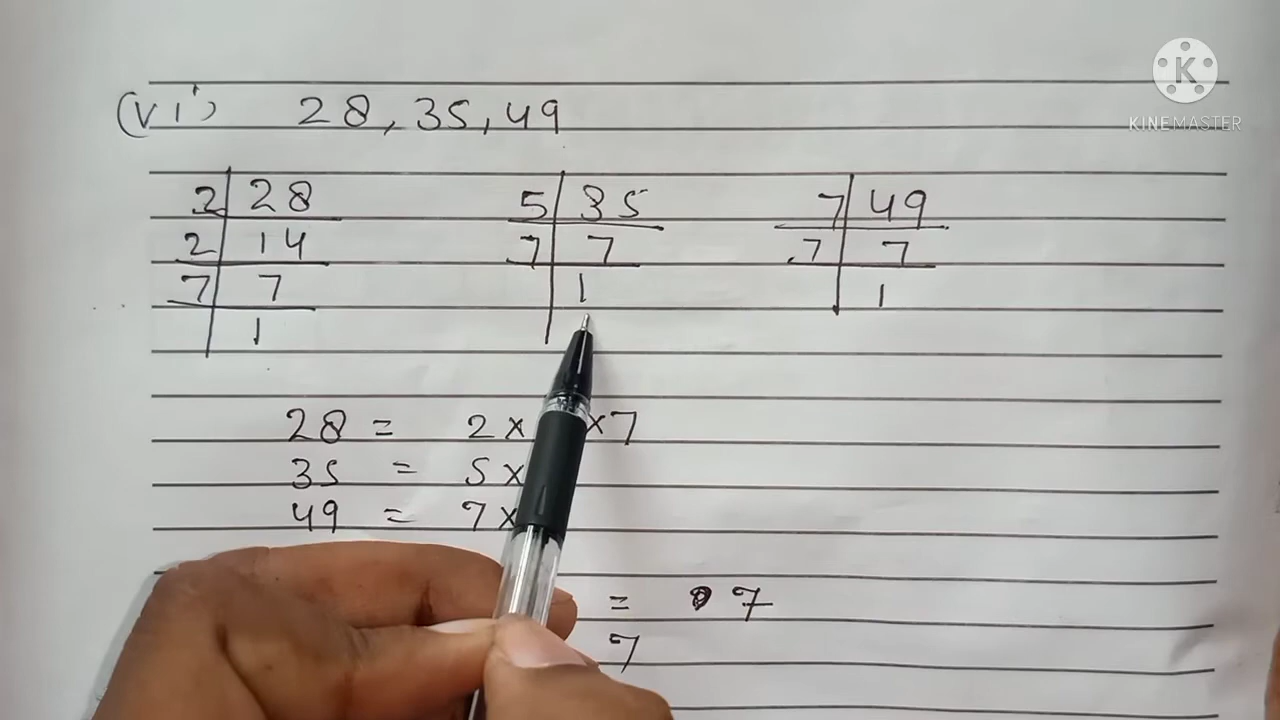 (vi) 28, 35, 49
2 28
2 14
7 7
1
5 35
7 7
1
7 49
7 7
1
28 = 2 × × 7
35 = 5 ×
49 = 7 ×
= 7
7
K
KINEMASTER